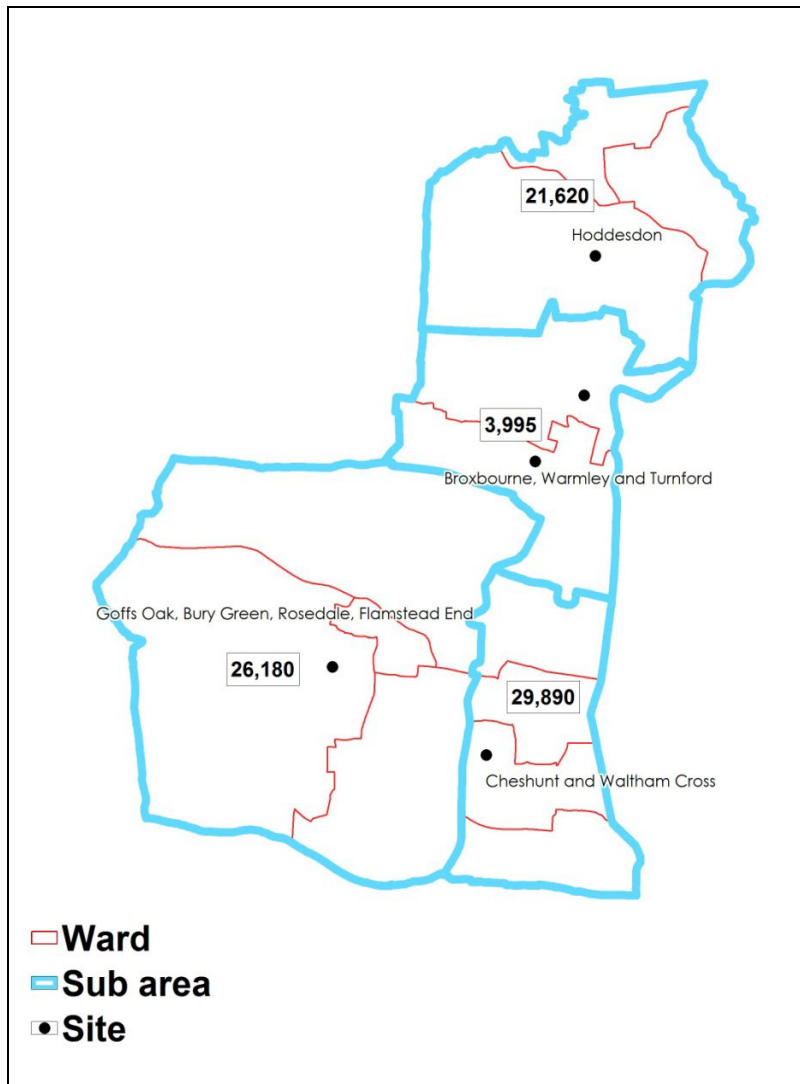 21,620
Hoddesdon
3,995
Broxbourne, Warmley and Turnford
Goffs Oak, Bury Green, Rosedale, Flamstead End
26,180
29,890
Cheshunt and Waltham Cross
Ward
Sub area
Site